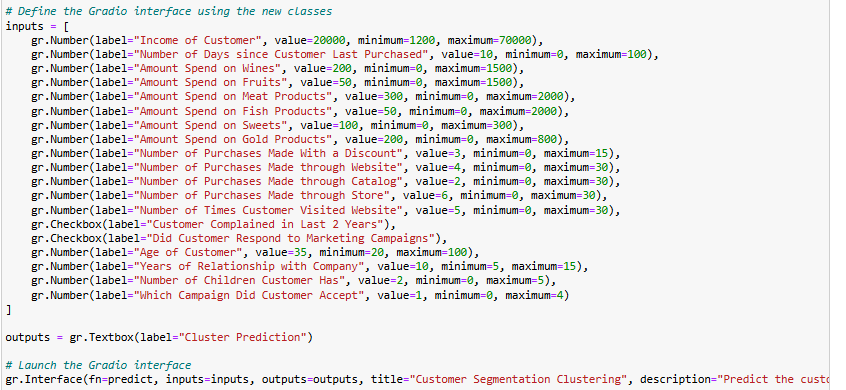 # Define the Gradio interface using the new classes
inputs = [
    gr.Number(label="Income of Customer", value=20000, minimum=1200, maximum=70000),
    gr.Number(label="Number of Days since Customer Last Purchased", value=10, minimum=0, maximum=100),
    gr.Number(label="Amount Spend on Wines", value=200, minimum=0, maximum=1500),
    gr.Number(label="Amount Spend on Fruits", value=50, minimum=0, maximum=1500),
    gr.Number(label="Amount Spend on Meat Products", value=300, minimum=0, maximum=2000),
    gr.Number(label="Amount Spend on Fish Products", value=50, minimum=0, maximum=2000),
    gr.Number(label="Amount Spend on Sweets", value=100, minimum=0, maximum=300),
    gr.Number(label="Amount Spend on Gold Products", value=200, minimum=0, maximum=800),
    gr.Number(label="Number of Purchases Made With a Discount", value=3, minimum=0, maximum=15),
    gr.Number(label="Number of Purchases Made through Website", value=4, minimum=0, maximum=30),
    gr.Number(label="Number of Purchases Made through Catalog", value=2, minimum=0, maximum=30),
    gr.Number(label="Number of Purchases Made through Store", value=6, minimum=0, maximum=30),
    gr.Number(label="Number of Times Customer Visited Website", value=5, minimum=0, maximum=30),
    gr.Checkbox(label="Customer Complained in Last 2 Years"),
    gr.Checkbox(label="Did Customer Respond to Marketing Campaigns"),
    gr.Number(label="Age of Customer", value=35, minimum=20, maximum=100),
    gr.Number(label="Years of Relationship with Company", value=10, minimum=5, maximum=15),
    gr.Number(label="Number of Children Customer Has", value=2, minimum=0, maximum=5),
    gr.Number(label="Which Campaign Did Customer Accept", value=1, minimum=0, maximum=4)
]
outputs = gr.Textbox(label="Cluster Prediction")
# Launch the Gradio interface
gr.Interface(fn=predict, inputs=inputs, outputs=outputs, title="Customer Segmentation Clustering", description="Predict the custo